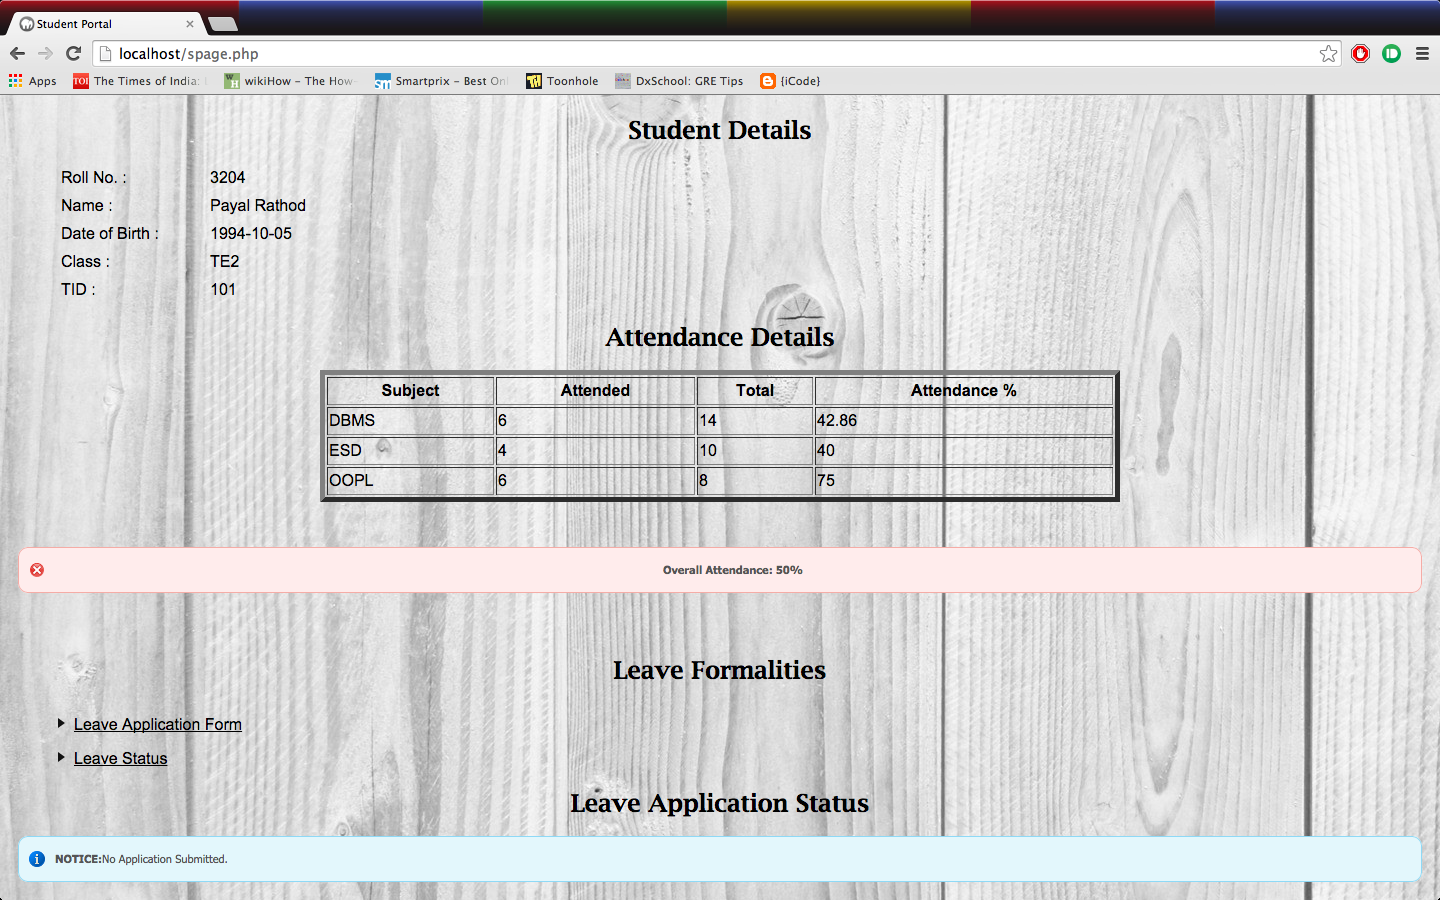 Student Portal
localhost/spage.php
Apps TOI The Times of India: WH wikiHow – The How- Smartprix – Best Onl Toonhole DxSchool: GRE Tips {iCode}
Student Details
Roll No. : 3204
Name : Payal Rathod
Date of Birth : 1994-10-05
Class : TE2
TID : 101
Attendance Details
Subject Attended Total Attendance %
DBMS 6 14 42.86
ESD 4 10 40
OOPL 6 8 75
Overall Attendance: 50%
Leave Formalities
Leave Application Form
Leave Status
Leave Application Status
NOTICE:No Application Submitted.